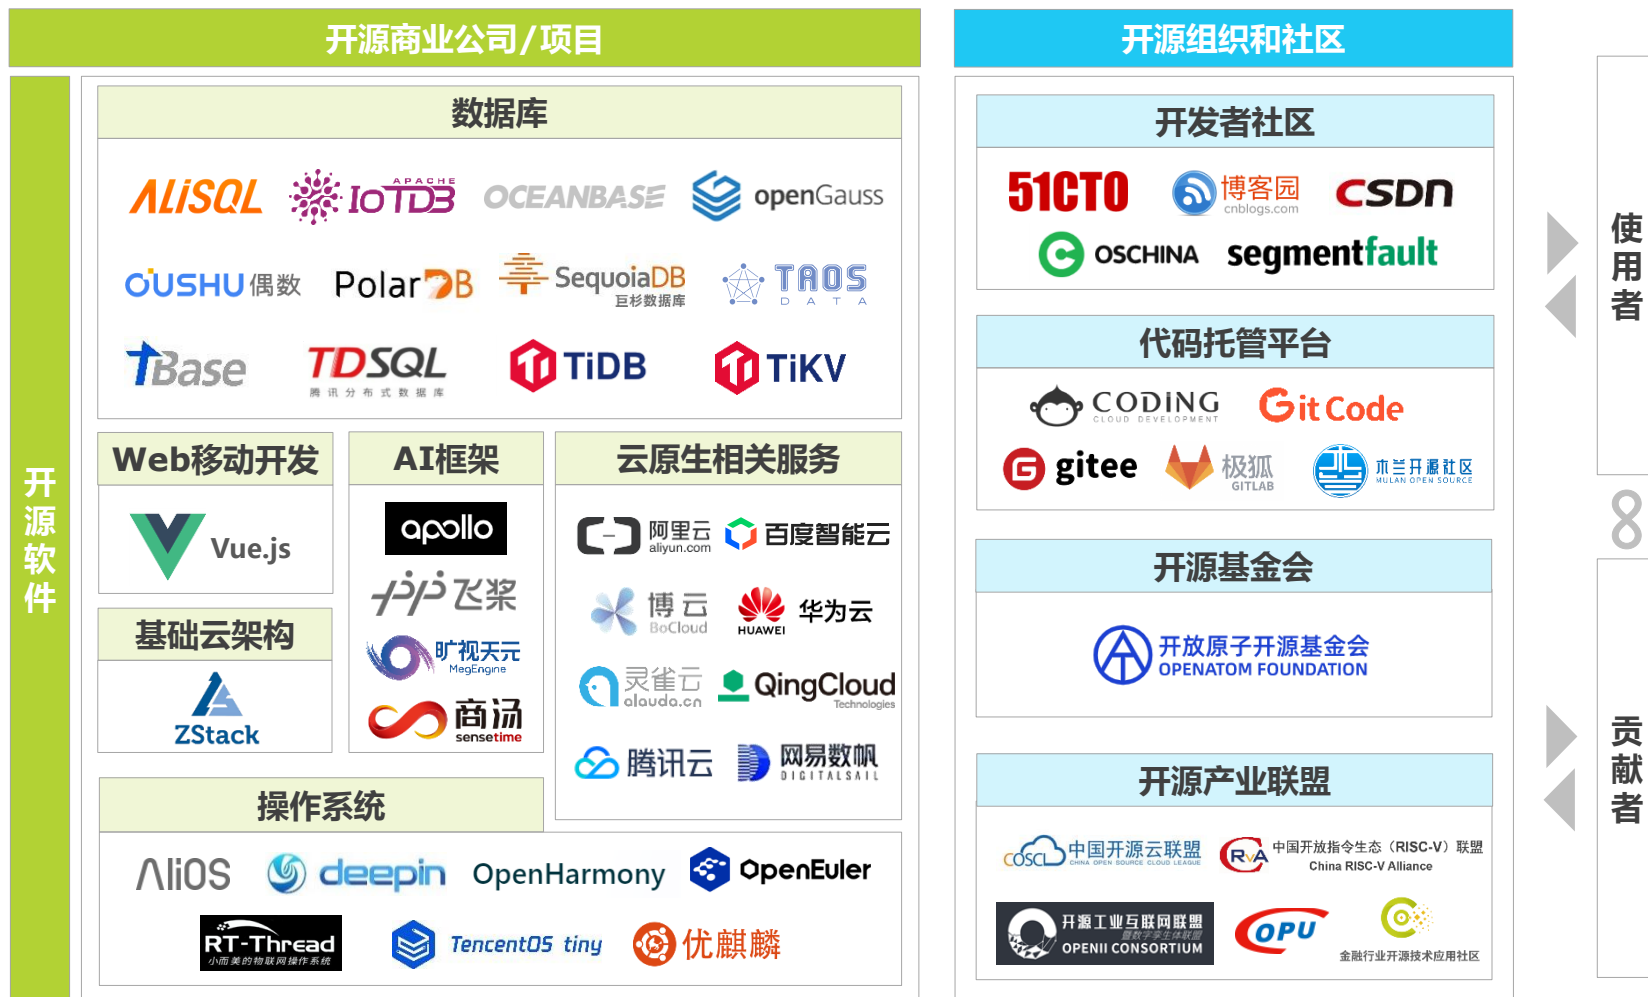 开源商业公司/项目
开源软件
数据库
ALiSQL
APACHE
IoTDB
OCEANBASE
openGauss
OUSHU 偶数
PolarDB
SequoiaDB
巨杉数据库
TAOS
DATA
TBase
TDSQL
腾讯分布式数据库
TiDB
TiKV
Web移动开发
Vue.js
基础云架构
ZStack
AI框架
apollo
飞桨
旷视天元
MegEngine
商汤
sensetime
云原生相关服务
阿里云
aliyun.com
百度智能云
博云
BoCloud
HUAWEI
华为云
灵雀云
alauda.cn
QingCloud
Technologies
腾讯云
网易数帆
DIGITALSAIL
操作系统
AliOS
deepin
OpenHarmony
OpenEuler
RT-Thread
小而美的物联网操作系统
TencentOS tiny
优麒麟
开源组织和社区
开发者社区
51CTO
博客园
cnblogs.com
CSDN
OSCHINA
segmentfault
代码托管平台
CODING
CLOUD DEVELOPMENT
GitCode
gitee
极狐
GITLAB
木兰开源社区
MULAN OPEN SOURCE
开源基金会
开放原子开源基金会
OPENATOM FOUNDATION
开源产业联盟
COSCL
中国开源云联盟
CHINA OPEN SOURCE CLOUD LEAGUE
RVA
中国开放指令生态（RISC-V）联盟
China RISC-V Alliance
开源工业互联网联盟
暨数字孪生体联盟
OPENII CONSORTIUM
OPU
金融行业开源技术应用社区
使用者
贡献者